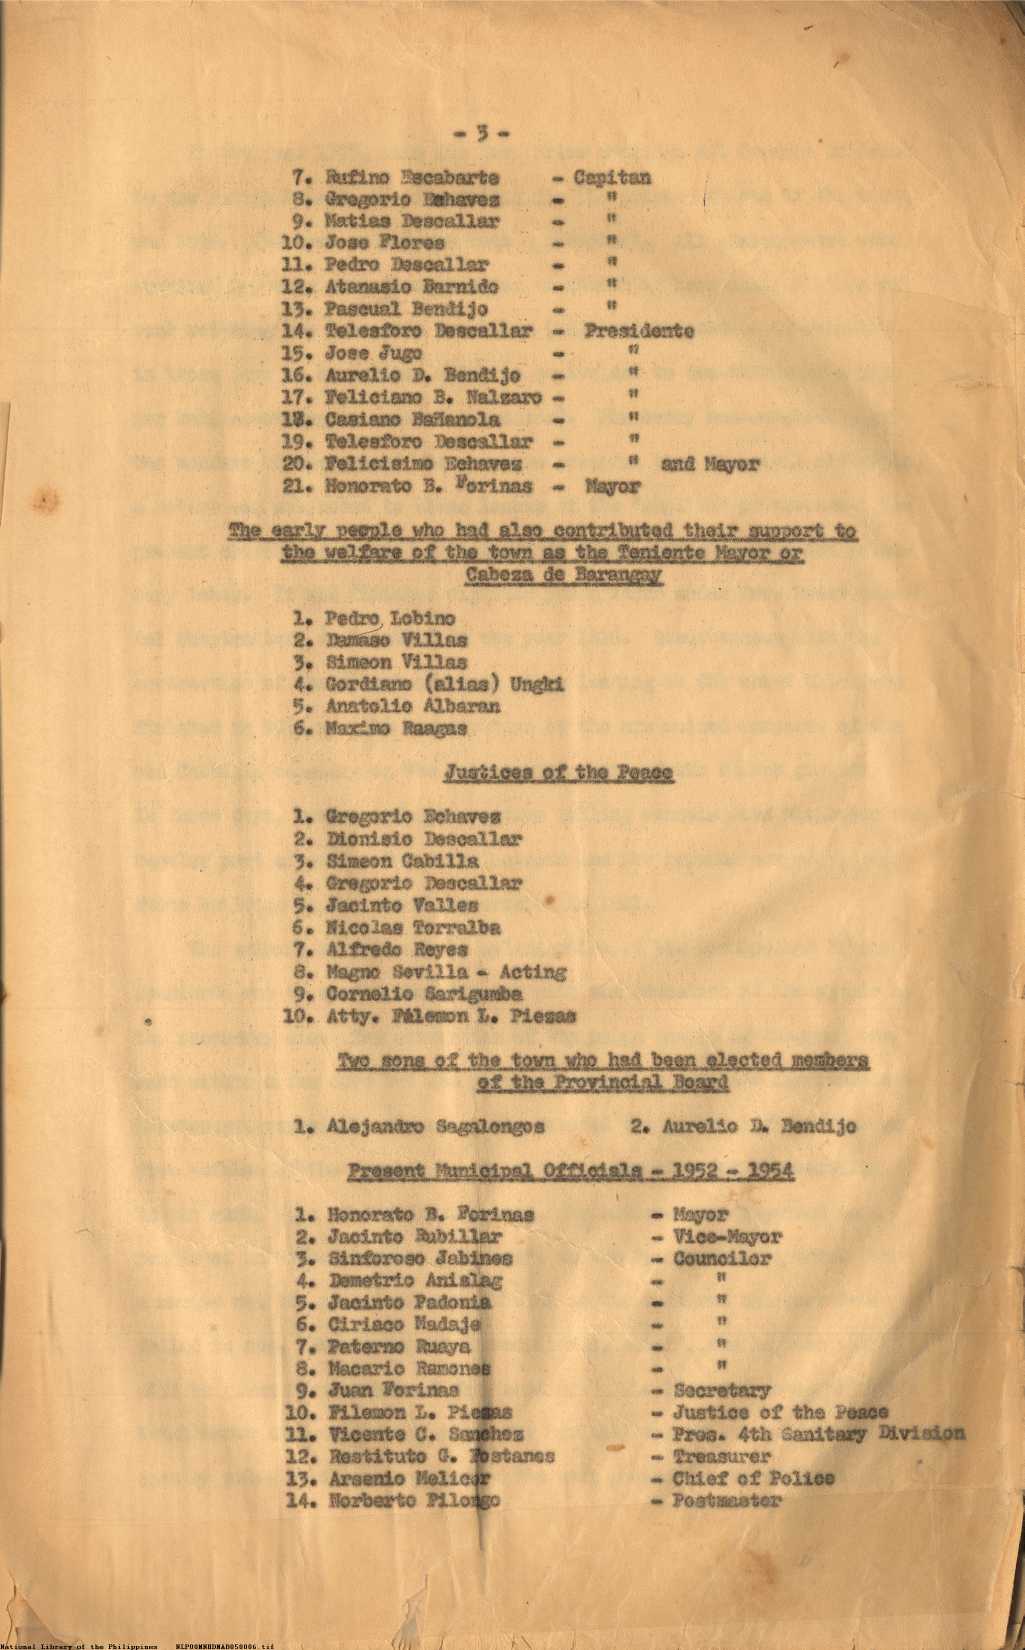 - 3 -
7. Rufino Escabarte - Capitan
8. Gregorio Echavez - "
9. Matias Descallar - "
10. Jose Flores - "
11. Pedro Descallar - "
12. Atanasio Barnido - "
13. Pascual Bendijo - "
14. Telesforo Descallar - Presidente
15. Jose Jugo - "
16. Aurelio D. Bendijo - "
17. Feliciano B. Nalzaro - "
18. Casiano Bañanola - "
19. Telesforo Descallar - "
20. Felicisimo Echavez - " and Mayor
21. Honorato B. Forinas - Mayor
The early people who had also contributed their support to
the welfare of the town as the Teniente Mayor or
Cabeza de Barangay
1. Pedro Lobino
2. Damaso Villas
3. Simeon Villas
4. Gordiano (alias) Ungki
5. Anatolio Albaran
6. Maximo Raagas
Justices of the Peace
1. Gregorio Echavez
2. Dionisio Descallar
3. Simeon Cabilla
4. Gregorio Descallar
5. Jacinto Valles
6. Nicolas Torralba
7. Alfredo Reyes
8. Magno Sevilla - Acting
9. Cornelio Sarigumba
10. Atty. Filemon L. Piezas
Two sons of the town who had been elected members
of the Provincial Board
1. Alejandro Sagalongos 2. Aurelio D. Bendijo
Present Municipal Officials - 1952 - 1954
1. Honorato B. Forinas - Mayor
2. Jacinto Rubillar - Vice-Mayor
3. Sinforoso Jabines - Councilor
4. Demetrio Anislag - "
5. Jacinto Padonia - "
6. Ciriaco Madaje - "
7. Paterno Ruaya - "
8. Macario Ramones - "
9. Juan Forinas - Secretary
10. Filemon L. Piezas - Justice of the Peace
11. Vicente C. Sanchez - Pres. 4th Sanitary Division
12. Restituto G. Fostanes - Treasurer
13. Arsenio Melicor - Chief of Police
14. Norberto Pilongo - Postmaster
National Library of the Philippines NLPOOMNHDNAD050006.tif